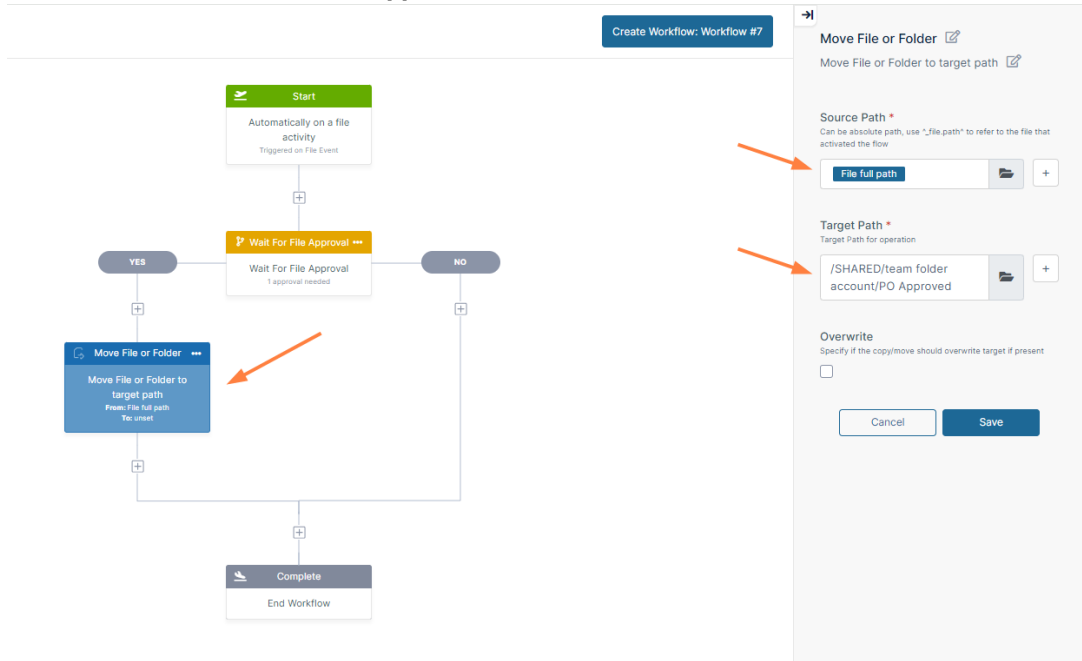 Create Workflow: Workflow #7
Start
Automatically on a file
activity
Triggered on File Event
Wait For File Approval
YES
NO
Wait For File Approval
1 approval needed
Move File or Folder
Move File or Folder to
target path
From: File full path
To: unset
Complete
End Workflow
Move File or Folder
Move File or Folder to target path
Source Path *
Can be absolute path, use "_file.path" to refer to the file that
activated the flow
File full path
+
Target Path *
Target Path for operation
/SHARED/team folder
account/PO Approved
+
Overwrite
Specify if the copy/move should overwrite target if present
Cancel
Save